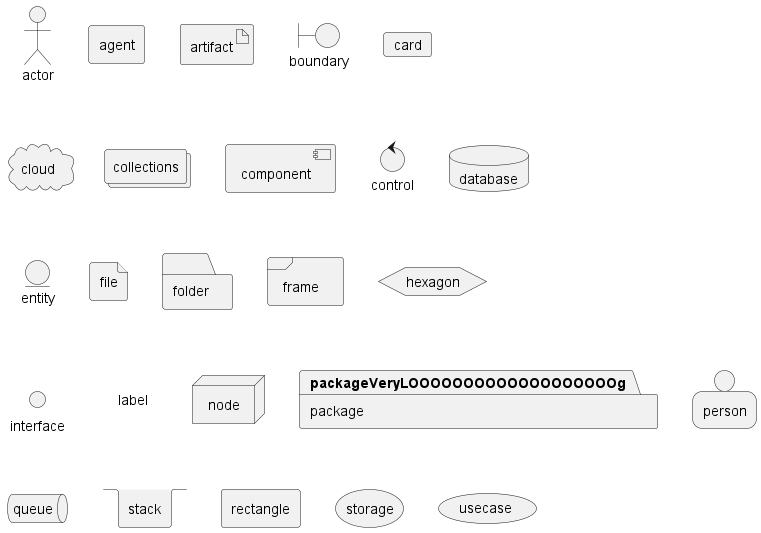 actor
agent
artifact
boundary
card
cloud
collections
component
control
database
entity
file
folder
frame
hexagon
interface
label
node
packageVeryLOOOOOOOOOOOOOOOOOOOg
package
person
queue
stack
rectangle
storage
usecase